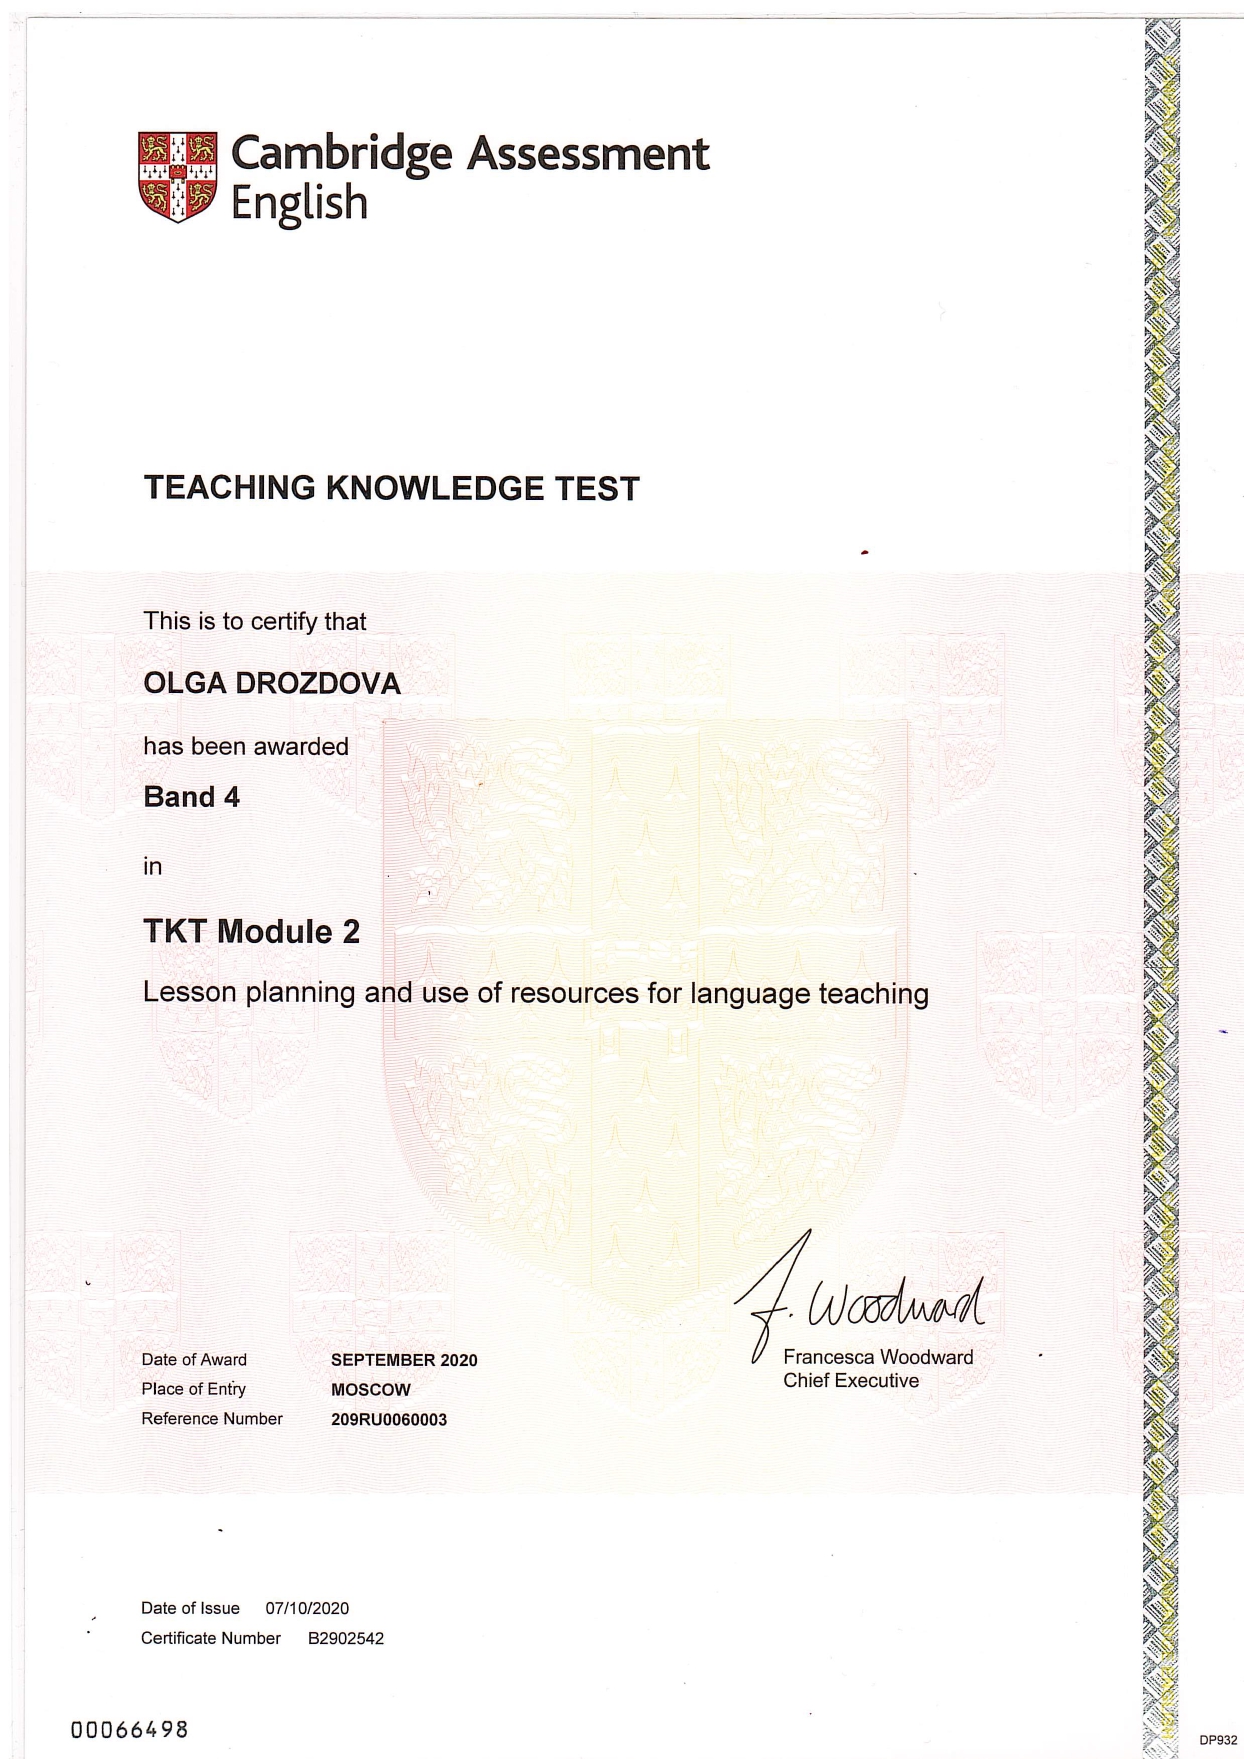 Cambridge Assessment
English
TEACHING KNOWLEDGE TEST
This is to certify that
OLGA DROZDOVA
has been awarded
Band 4
in
TKT Module 2
Lesson planning and use of resources for language teaching
F. Woodward
Francesca Woodward
Chief Executive
Date of Award SEPTEMBER 2020
Place of Entry MOSCOW
Reference Number 209RU0060003
Date of Issue 07/10/2020
Certificate Number B2902542
00066498
DP932